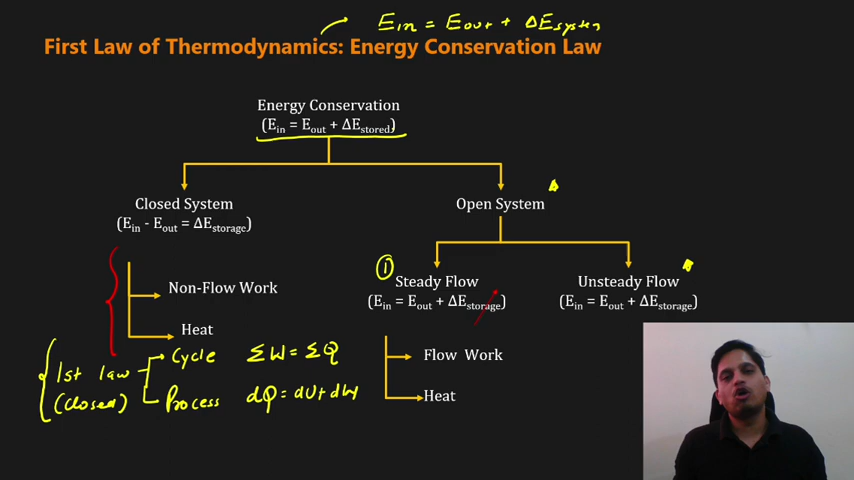 Ein = Eout + ΔEsystem
First Law of Thermodynamics: Energy Conservation Law
Energy Conservation
(Ein = Eout + ΔEstored)
Closed System
(Ein - Eout = ΔEstorage)
Open System
Non-Flow Work
Heat
① Steady Flow
(Ein = Eout + ΔEstorage)
Unsteady Flow
(Ein = Eout + ΔEstorage)
Flow Work
Heat
1st law
(closed)
Cycle ΣW = ΣQ
Process dQ = dU + dW